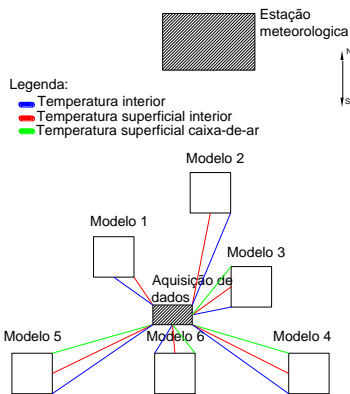 Estação
meteorologica
N
S
Legenda:
Temperatura interior
Temperatura superficial interior
Temperatura superficial caixa-de-ar
Modelo 2
Modelo 1
Modelo 3
Aquisição de
dados
Modelo 5
Modelo 6
Modelo 4